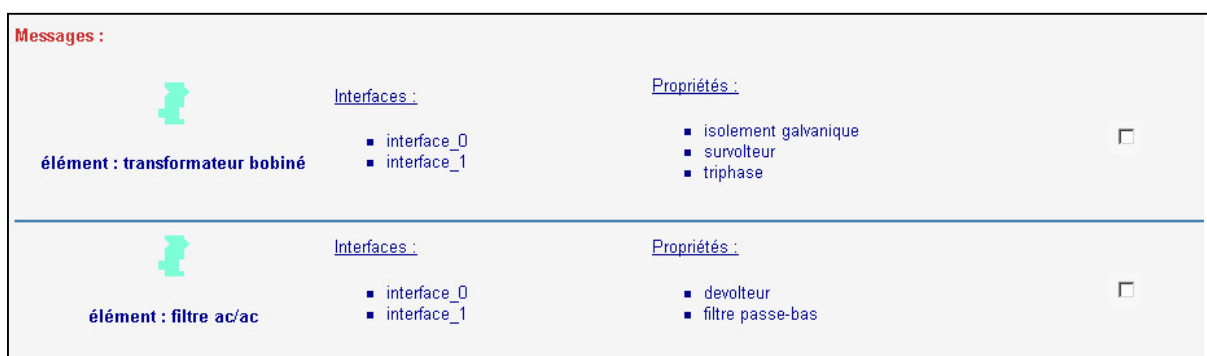 Messages :
élément : transformateur bobiné
Interfaces :
interface_0
interface_1
Propriétés :
isolement galvanique
survolteur
triphase
élément : filtre ac/ac
Interfaces :
interface_0
interface_1
Propriétés :
devolteur
filtre passe-bas